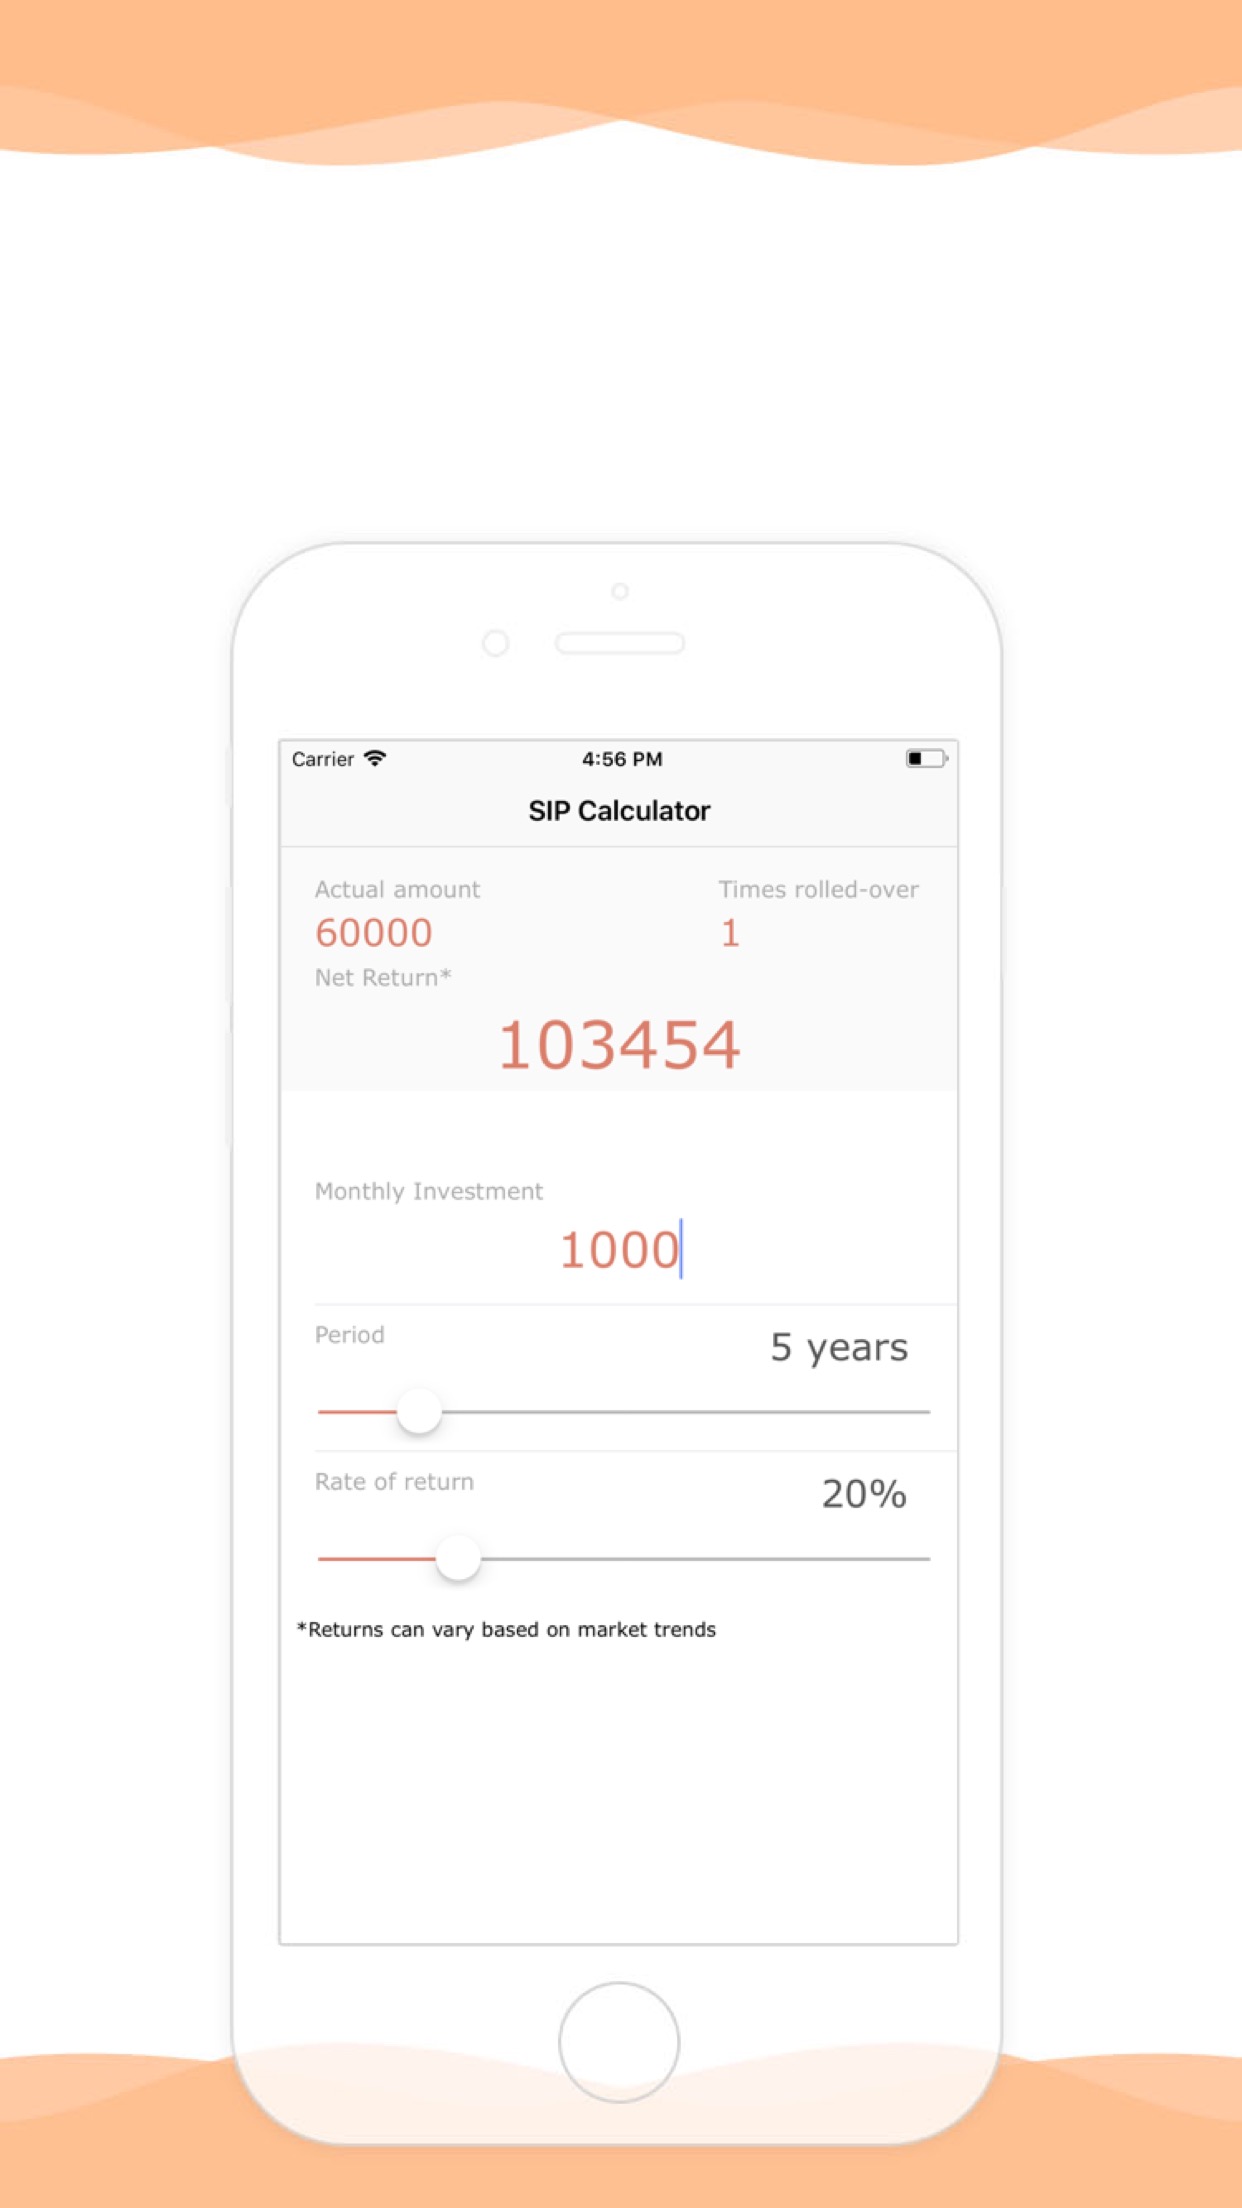 Carrier 4:56 PM
SIP Calculator
Actual amount Times rolled-over
60000 1
Net Return*
103454
Monthly Investment
1000
Period 5 years
Rate of return 20%
*Returns can vary based on market trends